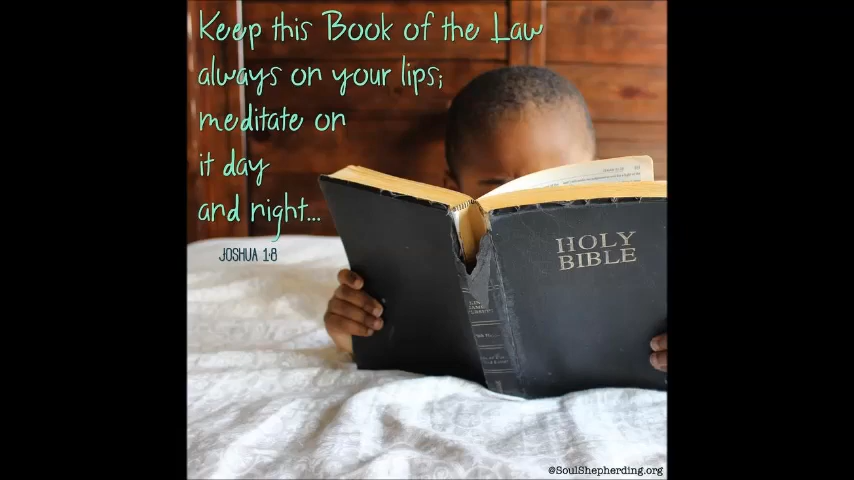 Keep this Book of the Law
always on your lips;
meditate on
it day
and night...
JOSHUA 1:8
HOLY
BIBLE
@SoulShepherding.org